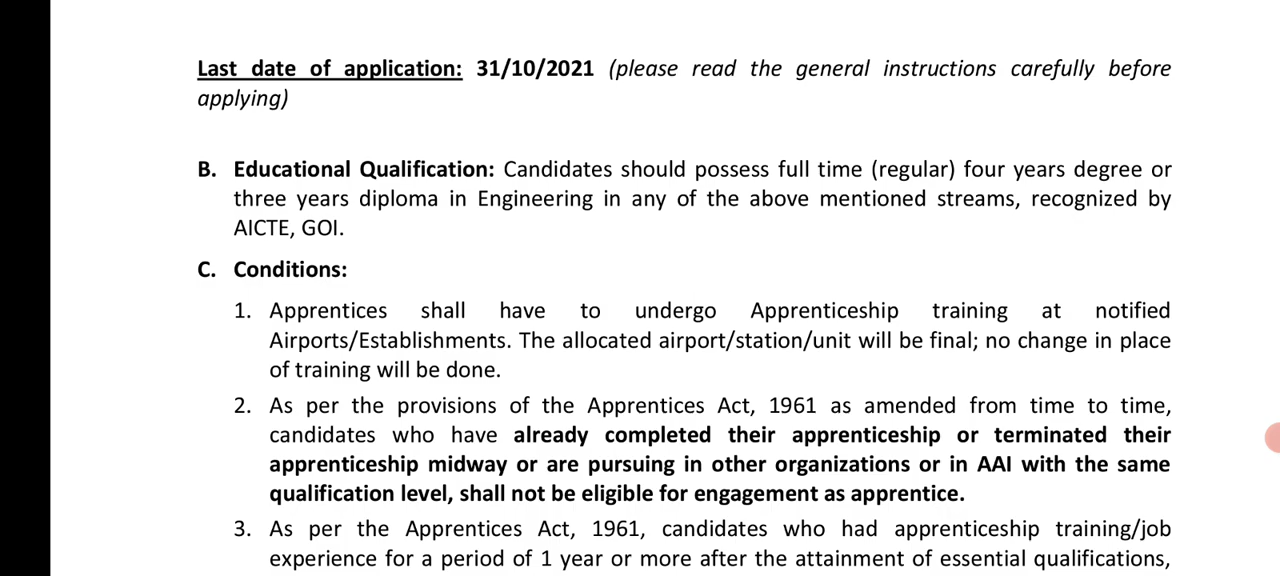 Last date of application: 31/10/2021 (please read the general instructions carefully before
applying)
B. Educational Qualification: Candidates should possess full time (regular) four years degree or
three years diploma in Engineering in any of the above mentioned streams, recognized by
AICTE, GOI.
C. Conditions:
1. Apprentices shall have to undergo Apprenticeship training at notified
Airports/Establishments. The allocated airport/station/unit will be final; no change in place
of training will be done.
2. As per the provisions of the Apprentices Act, 1961 as amended from time to time,
candidates who have already completed their apprenticeship or terminated their
apprenticeship midway or are pursuing in other organizations or in AAI with the same
qualification level, shall not be eligible for engagement as apprentice.
3. As per the Apprentices Act, 1961, candidates who had apprenticeship training/job
experience for a period of 1 year or more after the attainment of essential qualifications,